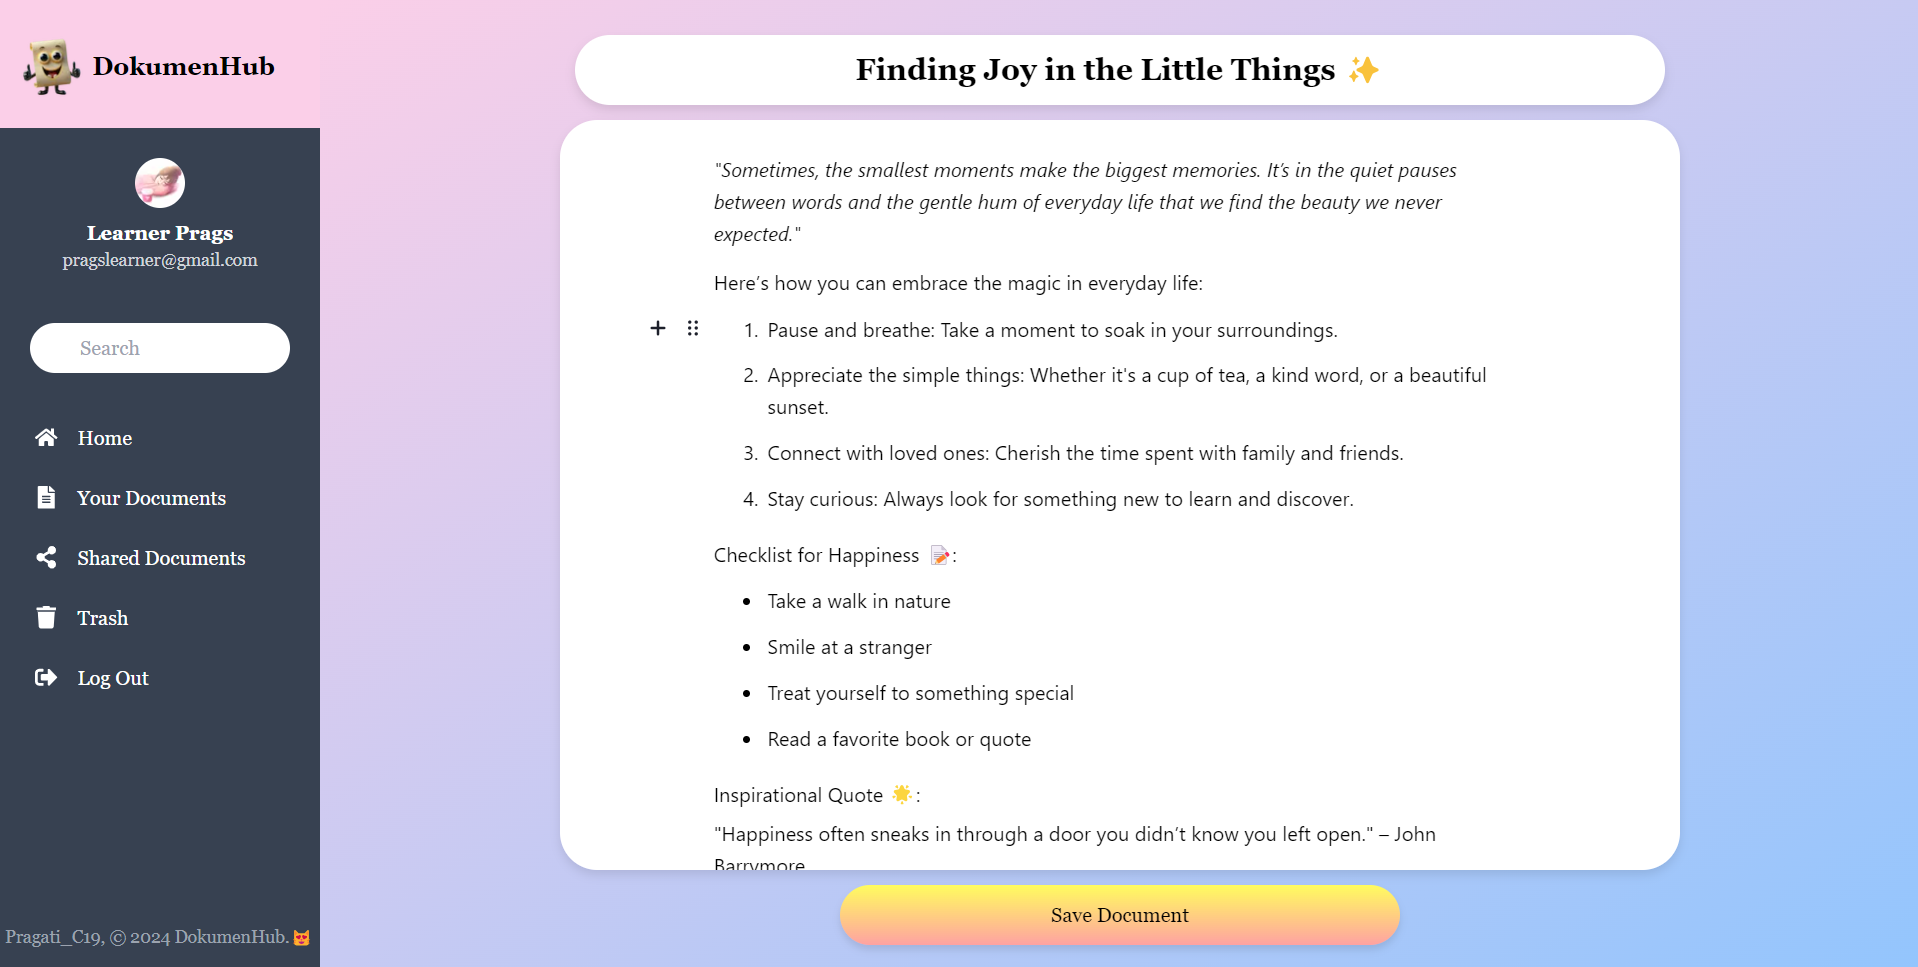 DokumenHub
Learner Prags
pragslearner@gmail.com
Search
Home
Your Documents
Shared Documents
Trash
Log Out
Pragati_C19, © 2024 DokumenHub. 😻
Finding Joy in the Little Things ✨
"Sometimes, the smallest moments make the biggest memories. It’s in the quiet pauses
between words and the gentle hum of everyday life that we find the beauty we never
expected."
Here’s how you can embrace the magic in everyday life:
1. Pause and breathe: Take a moment to soak in your surroundings.
2. Appreciate the simple things: Whether it's a cup of tea, a kind word, or a beautiful
sunset.
3. Connect with loved ones: Cherish the time spent with family and friends.
4. Stay curious: Always look for something new to learn and discover.
Checklist for Happiness 📝:
• Take a walk in nature
• Smile at a stranger
• Treat yourself to something special
• Read a favorite book or quote
Inspirational Quote 🌟:
"Happiness often sneaks in through a door you didn’t know you left open." – John
Barrymore
Save Document